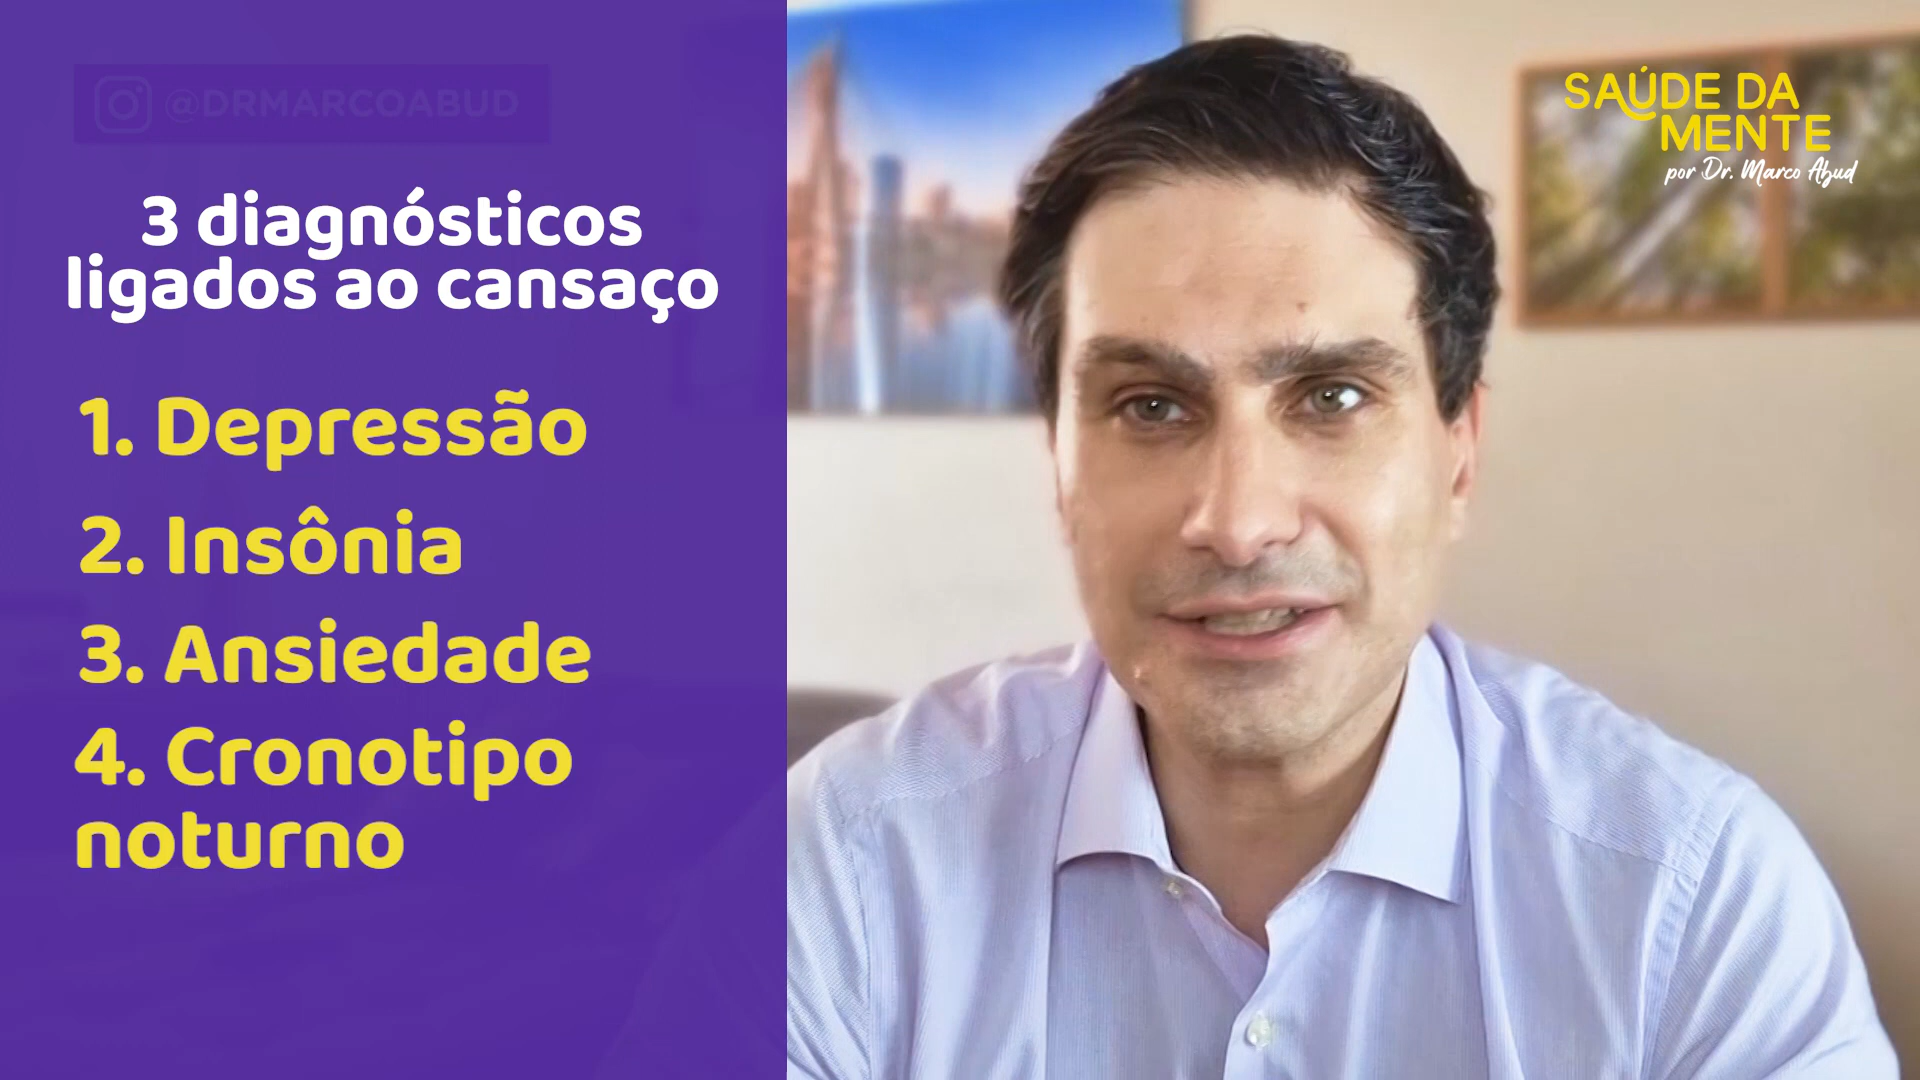 @DRMARCOABUD
3 diagnósticos
ligados ao cansaço
1. Depressão
2. Insônia
3. Ansiedade
4. Cronotipo
noturno
SAÚDE DA
MENTE
por Dr. Marco Abud